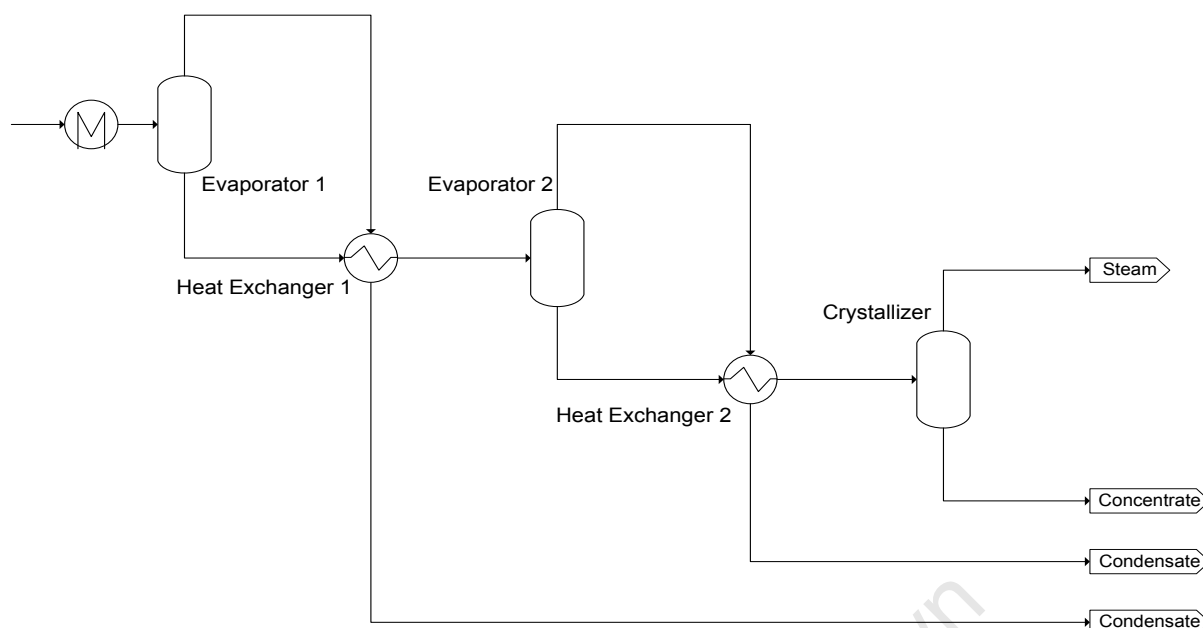 Evaporator 1
Evaporator 2
Heat Exchanger 1
Steam
Crystallizer
Heat Exchanger 2
Concentrate
Condensate
Condensate